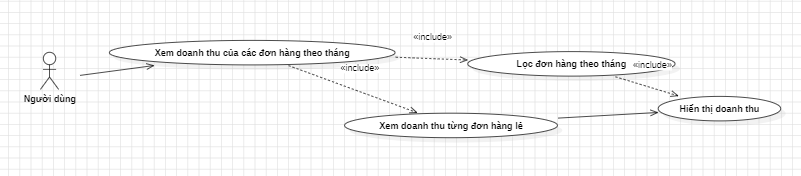 «include»
Xem doanh thu của các đơn hàng theo tháng
Lọc đơn hàng theo tháng
«include»
«include»
Người dùng
Hiển thị doanh thu
Xem doanh thu từng đơn hàng lẻ